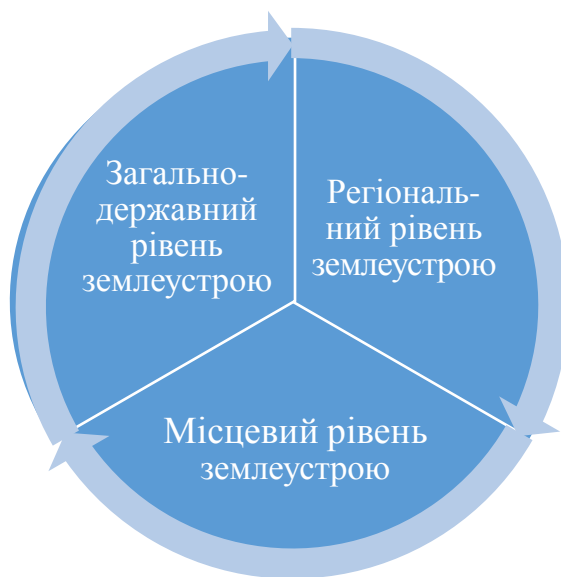 Загально-
державний
рівень
землеустрою
Регіональ-
ний рівень
землеустрою
Місцевий рівень
землеустрою